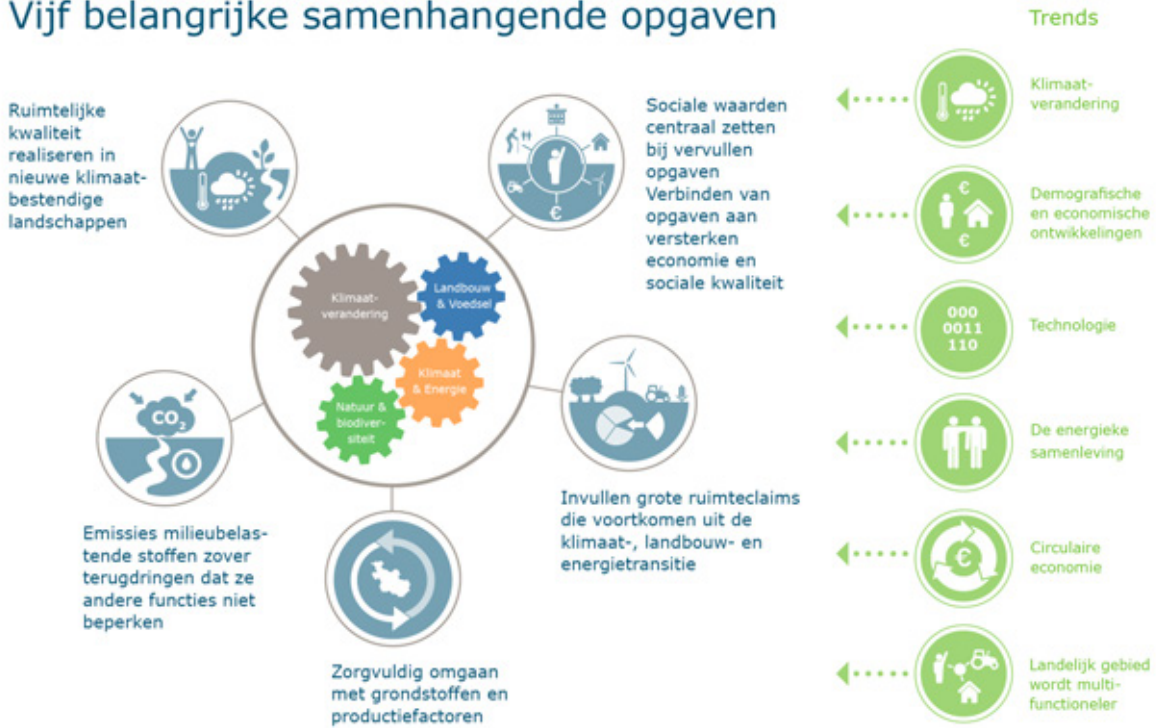 Vijf belangrijke samenhangende opgaven
Ruimtelijke
kwaliteit
realiseren in
nieuwe klimaat-
bestendige
landschappen
Sociale waarden
centraal zetten
bij vervullen
opgaven
Verbinden van
opgaven aan
versterken
economie en
sociale kwaliteit
€
Klimaat-
verandering
Landbouw
& Voedsel
Klimaat
& Energie
Natuur &
biodiver-
siteit
CO2
Emissies milieubelas-
tende stoffen zover
terugdringen dat ze
andere functies niet
beperken
Invullen grote ruimteclaims
die voortkomen uit de
klimaat-, landbouw- en
energietransitie
Zorgvuldig omgaan
met grondstoffen en
productiefactoren
Trends
Klimaat-
verandering
€
€
Demografische
en economische
ontwikkelingen
000
0011
110
Technologie
De energieke
samenleving
€
Circulaire
economie
Landelijk gebied
wordt multi-
functioneler